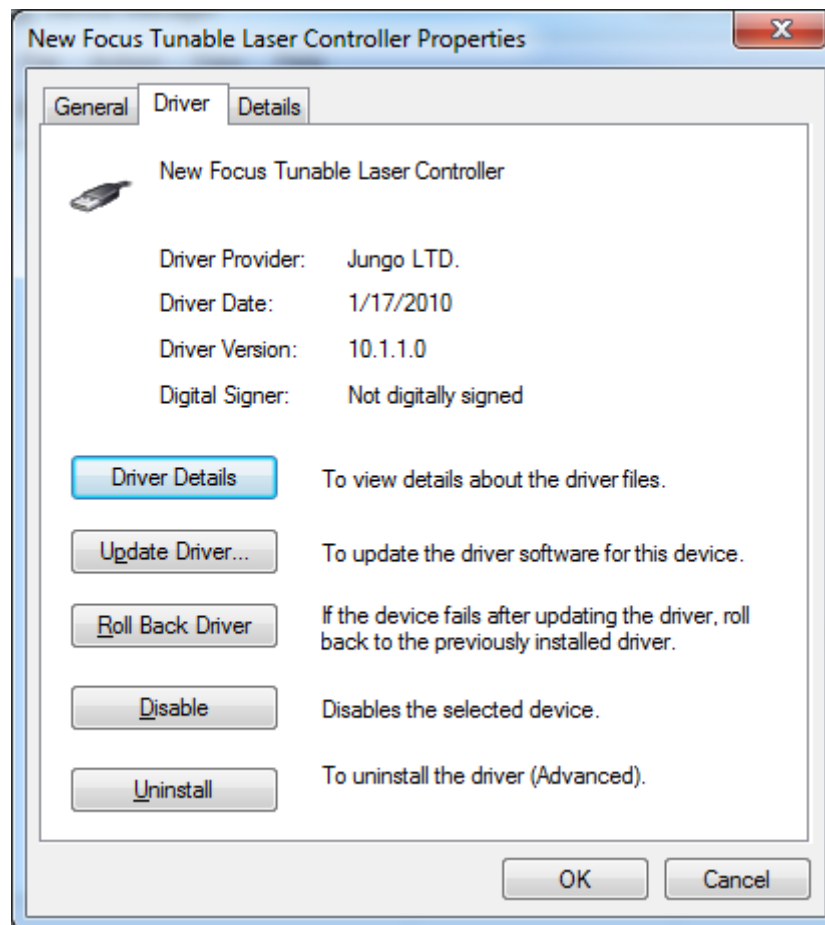 New Focus Tunable Laser Controller Properties
General Driver Details
New Focus Tunable Laser Controller
Driver Provider: Jungo LTD.
Driver Date: 1/17/2010
Driver Version: 10.1.1.0
Digital Signer: Not digitally signed
Driver Details To view details about the driver files.
Update Driver... To update the driver software for this device.
Roll Back Driver If the device fails after updating the driver, roll
back to the previously installed driver.
Disable Disables the selected device.
Uninstall To uninstall the driver (Advanced).
OK Cancel